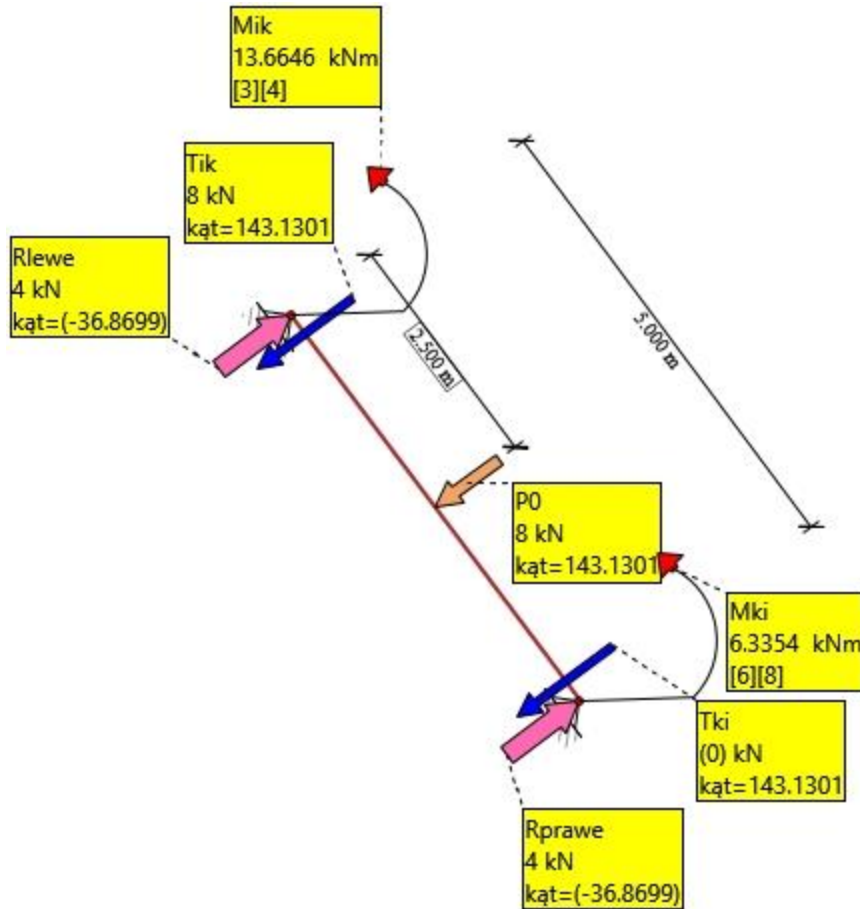 Mik
13.6646 kNm
[3][4]
Tik
8 kN
kąt=143.1301
Rlewe
4 kN
kąt=(-36.8699)
5.000 m
2.500 m
P0
8 kN
kąt=143.1301
Mki
6.3354 kNm
[6][8]
Tki
(0) kN
kąt=143.1301
Rprawe
4 kN
kąt=(-36.8699)